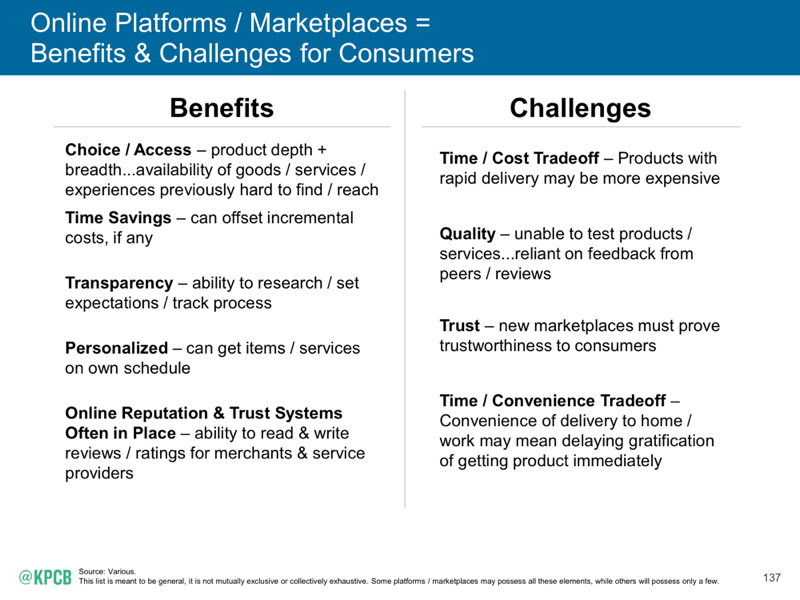 Online Platforms / Marketplaces =
Benefits & Challenges for Consumers
Benefits
Choice / Access – product depth +
breadth...availability of goods / services /
experiences previously hard to find / reach
Time Savings – can offset incremental
costs, if any
Transparency – ability to research / set
expectations / track process
Personalized – can get items / services
on own schedule
Online Reputation & Trust Systems
Often in Place – ability to read & write
reviews / ratings for merchants & service
providers
Challenges
Time / Cost Tradeoff – Products with
rapid delivery may be more expensive
Quality – unable to test products /
services...reliant on feedback from
peers / reviews
Trust – new marketplaces must prove
trustworthiness to consumers
Time / Convenience Tradeoff –
Convenience of delivery to home /
work may mean delaying gratification
of getting product immediately
@KPCB
Source: Various.
This list is meant to be general, it is not mutually exclusive or collectively exhaustive. Some platforms / marketplaces may possess all these elements, while others will possess only a few.
137